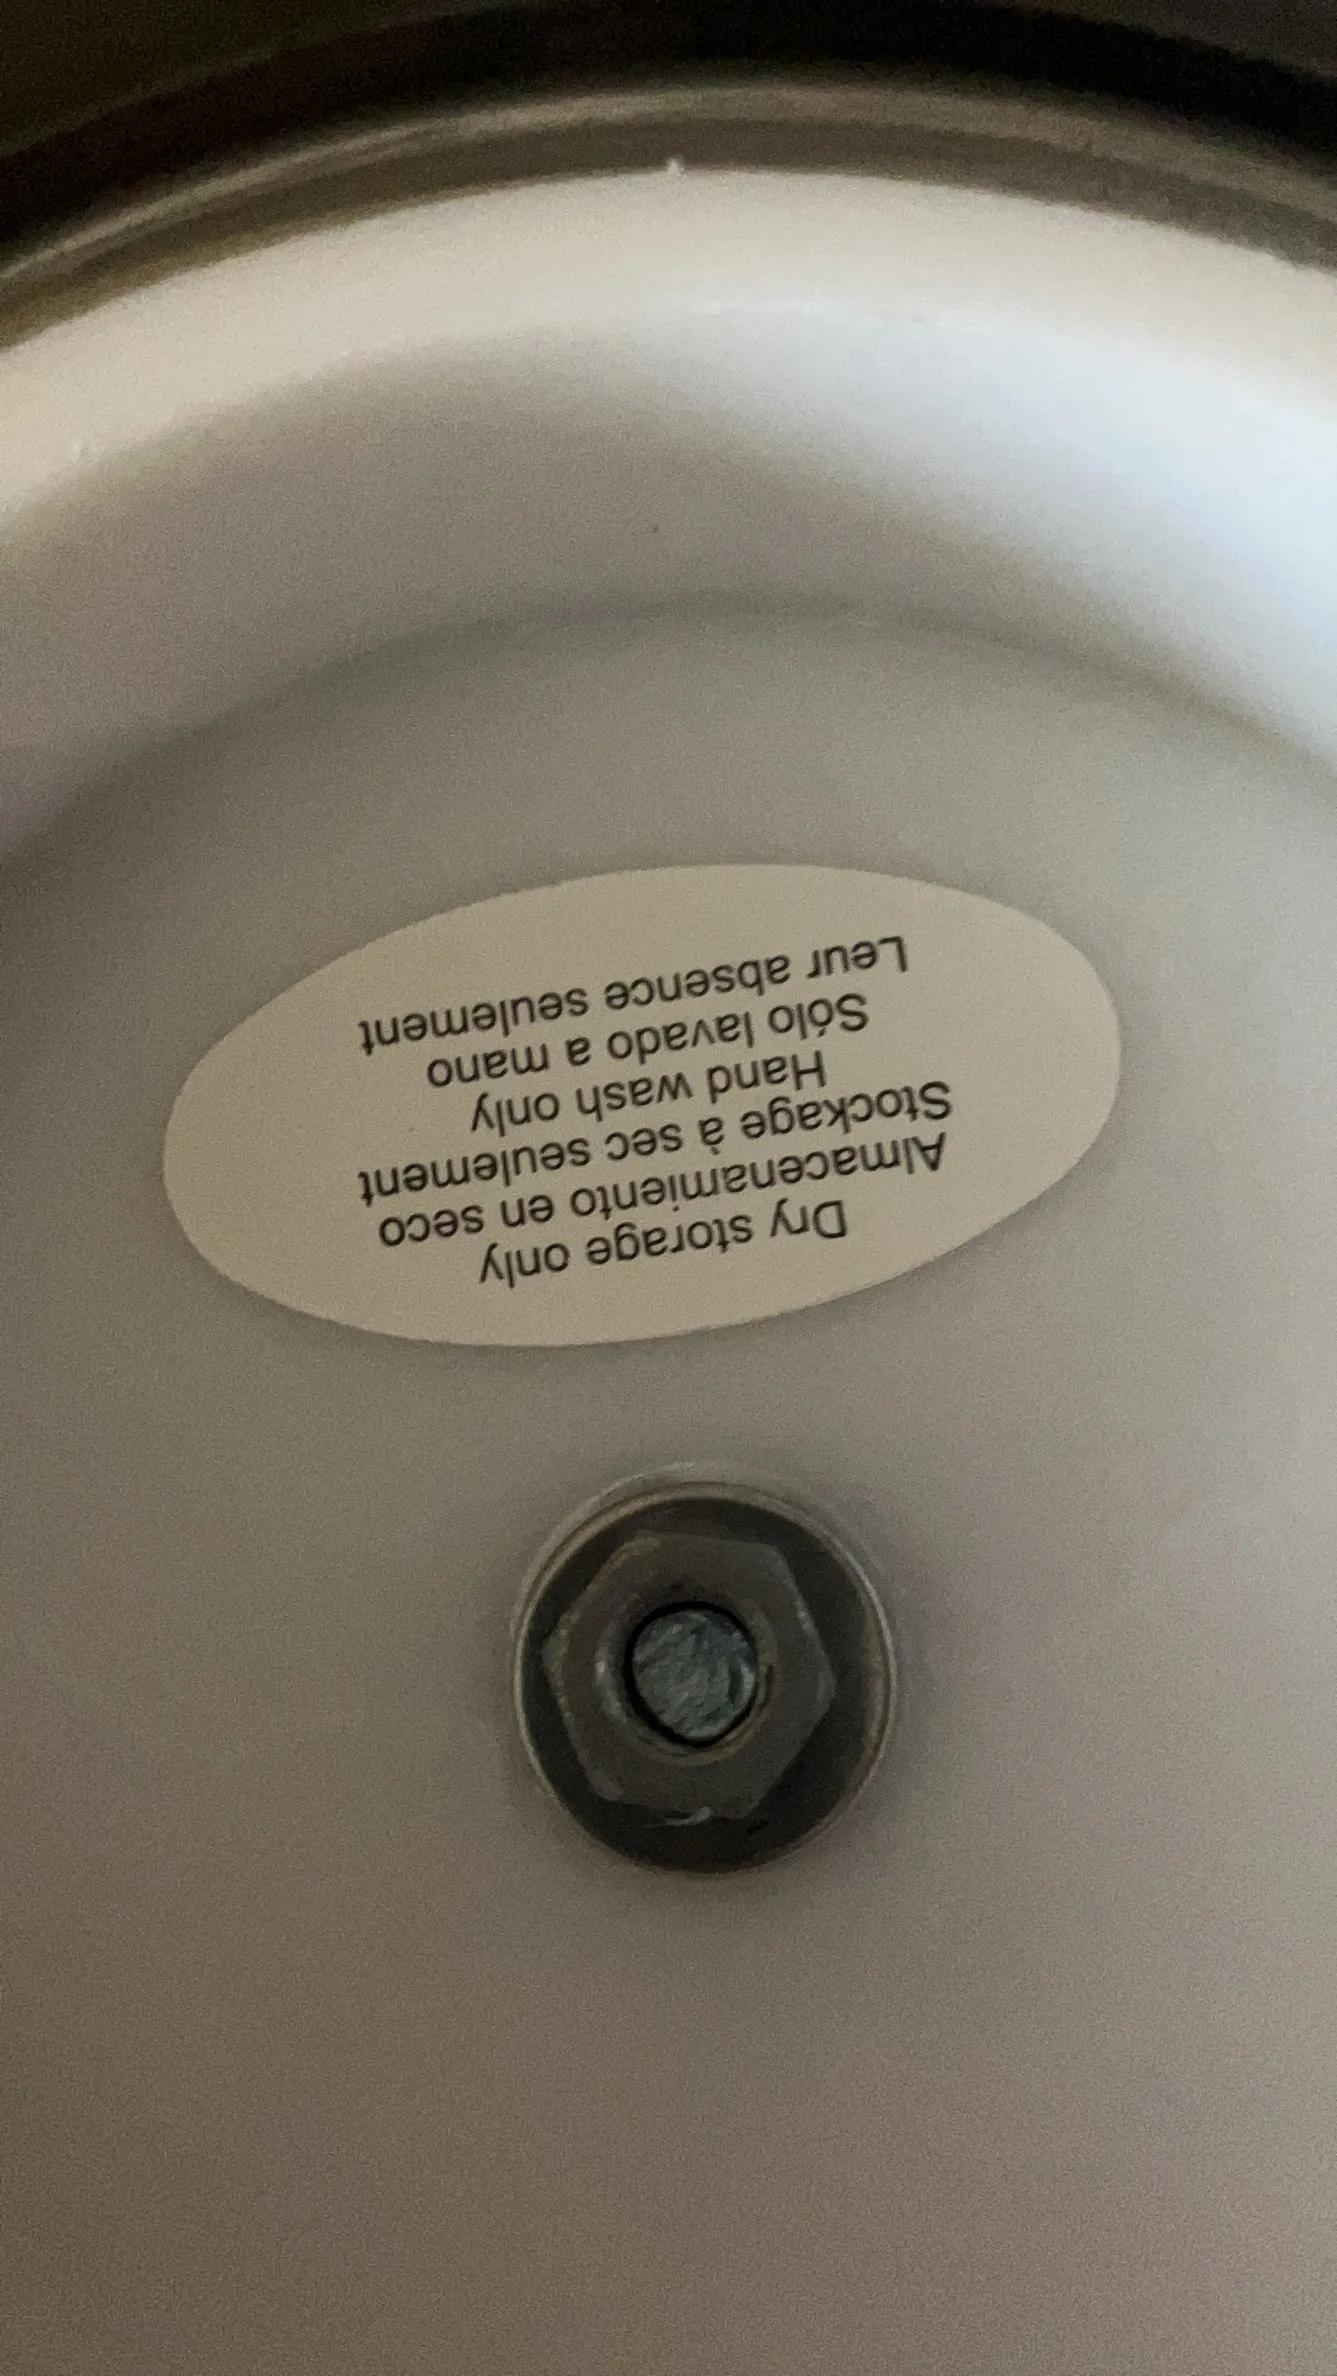 Dry storage only
Almacenamiento en seco
Stockage à sec seulement
Hand wash only
Sólo lavado a mano
Leur absence seulement